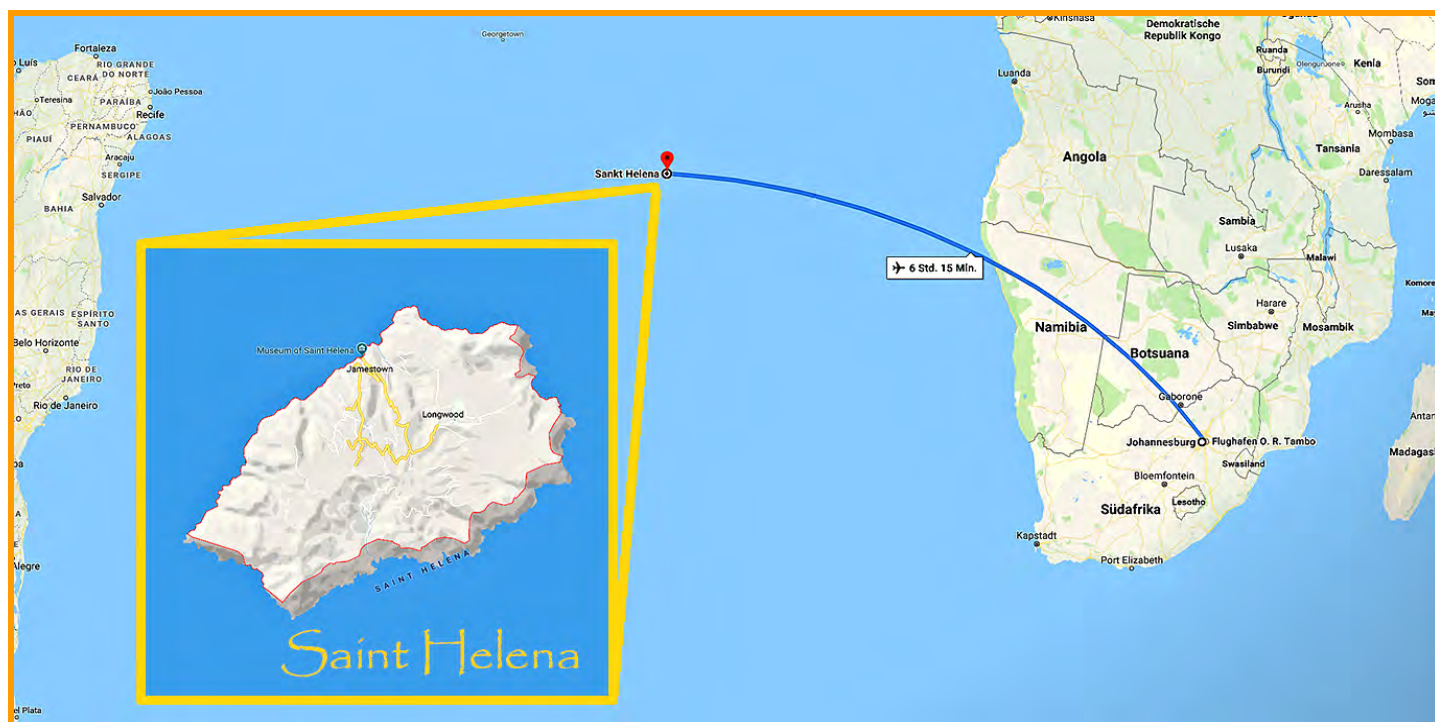 Kinshasa
Demokratische
Republik Kongo
Ruanda
Burundi
Olenguruone
Kenia
Fortaleza
RIO GRANDE
DO NORTE
CEARÁ
Teresina
PARAÍBA
João Pessoa
Recife
PERNAMBUCO
PIAUÍ
ALAGOAS
Aracaju
SERGIPE
Salvador
BAHIA
Georgetown
Luanda
Arusha
Mombasa
Tansania
Daressalam
Angola
Sankt Helena
Sambia
Lusaka
Malawi
6 Std. 15 Min.
Harare
Simbabwe
Mosambik
Namibia
Botsuana
Gaborone
Johannesburg
Flughafen O. R. Tambo
Swasiland
Bloemfontein
Lesotho
Südafrika
Kapstadt
Port Elizabeth
ESPÍRITO
SANTO
Belo Horizonte
RIO DE
JANEIRO
Rio de Janeiro
Museum of Saint Helena
Jamestown
Longwood
SAINT HELENA
Saint Helena